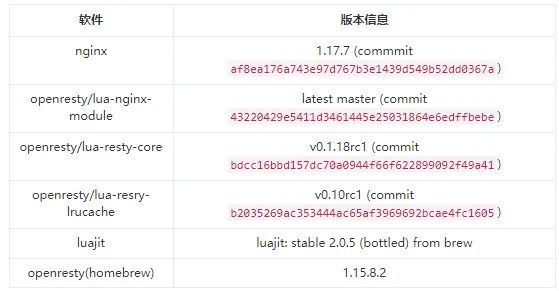 软件 版本信息
nginx 1.17.7 (commmit
af8ea176a743e97d767b3e1439d549b52dd0367a)
openresty/lua-nginx- latest master (commit
module 43220429e5411d3461445e25031864e6edffbebe)
openresty/lua-resty-core v0.1.18rc1 (commit
bdcc16bbd157dc70a0944f66f622899092f49a41)
openresty/lua-resry- v0.10rc1 (commit
lrucache b2035269ac353444ac65af3969692bcae4fc1605)
luajit luajit: stable 2.0.5 (bottled) from brew
openresty(homebrew) 1.15.8.2